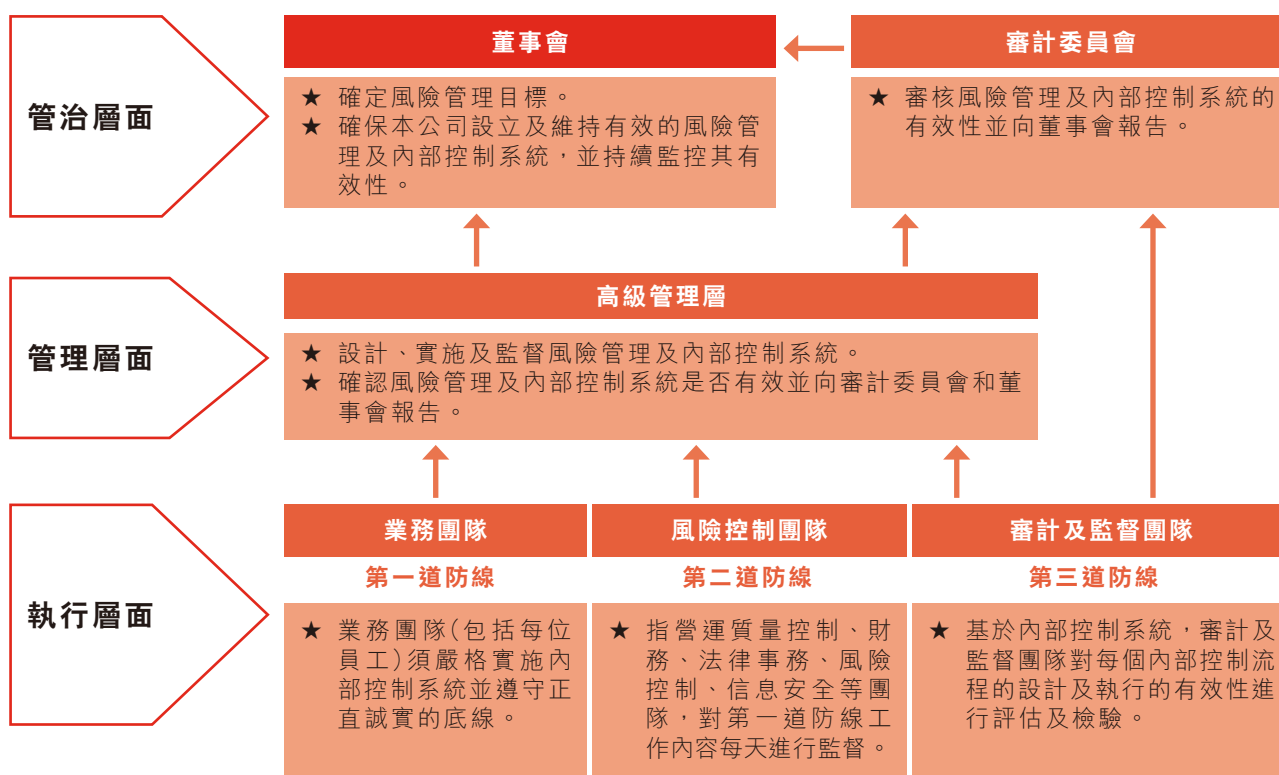 管治層面
董事會
★ 確定風險管理目標。
★ 確保本公司設立及維持有效的風險管
理及內部控制系統，並持續監控其有
效性。
審計委員會
★ 審核風險管理及內部控制系統的
有效性並向董事會報告。
管理層面
高級管理層
★ 設計、實施及監督風險管理及內部控制系統。
★ 確認風險管理及內部控制系統是否有效並向審計委員會和董
事會報告。
執行層面
業務團隊
第一道防線
★ 業務團隊(包括每位
員工)須嚴格實施內
部控制系統並遵守正
直誠實的底線。
風險控制團隊
第二道防線
★ 指營運質量控制、財
務、法律事務、風險
控制、信息安全等團
隊，對第一道防線工
作內容每天進行監督。
審計及監督團隊
第三道防線
★ 基於內部控制系統，審計及
監督團隊對每個內部控制流
程的設計及執行的有效性進
行評估及檢驗。